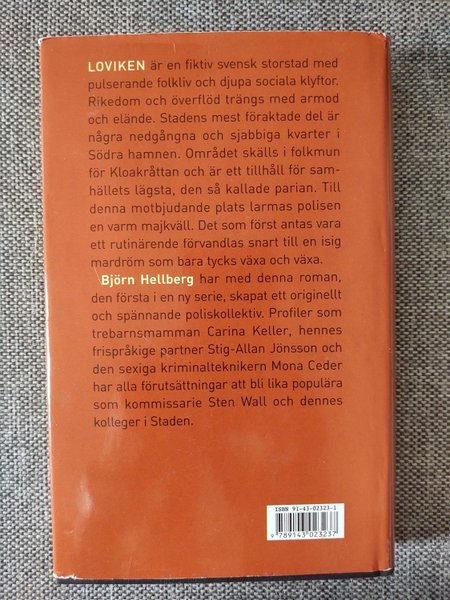 LOVIKEN är en fiktiv svensk storstad med
pulserande folkliv och djupa sociala klyftor.
Rikedom och överflöd trängs med armod
och elände. Stadens mest föraktade del är
några nedgångna och sjabbiga kvarter i
Södra hamnen. Området skälls i folkmun
för Kloakråttan och är ett tillhåll för sam-
hällets lägsta, den så kallade parian. Till
denna motbjudande plats larmas polisen
en varm majkväll. Det som först antas vara
ett rutinärende förvandlas snart till en isig
mardröm som bara tycks växa och växa.
Björn Hellberg har med denna roman,
den första i en ny serie, skapat ett originellt
och spännande poliskollektiv. Profiler som
trebarnsmamman Carina Keller, hennes
frispråkige partner Stig-Allan Jönsson och
den sexiga kriminalteknikern Mona Ceder
har alla förutsättningar att bli lika populära
som kommissarie Sten Wall och dennes
kolleger i Staden.
ISBN 91-43-02323-1
9 789143 023237